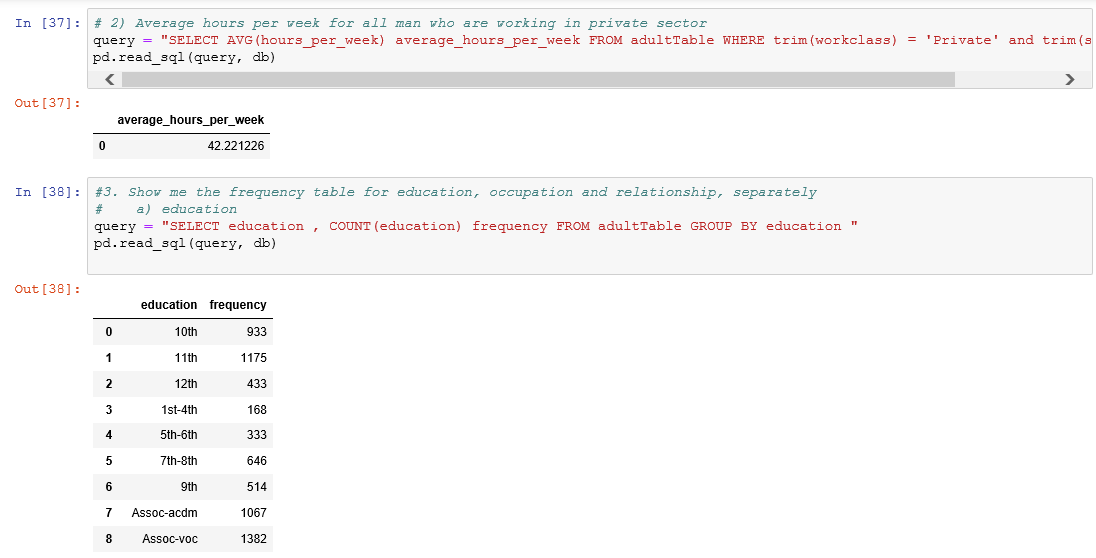 In [37]: # 2) Average hours per week for all man who are working in private sector
query = "SELECT AVG(hours_per_week) average_hours_per_week FROM adultTable WHERE trim(workclass) = 'Private' and trim(s
pd.read_sql(query, db)
Out[37]:
average_hours_per_week
0 42.221226
In [38]: #3. Show me the frequency table for education, occupation and relationship, separately
# a) education
query = "SELECT education , COUNT(education) frequency FROM adultTable GROUP BY education "
pd.read_sql(query, db)
Out[38]:
education frequency
0 10th 933
1 11th 1175
2 12th 433
3 1st-4th 168
4 5th-6th 333
5 7th-8th 646
6 9th 514
7 Assoc-acdm 1067
8 Assoc-voc 1382